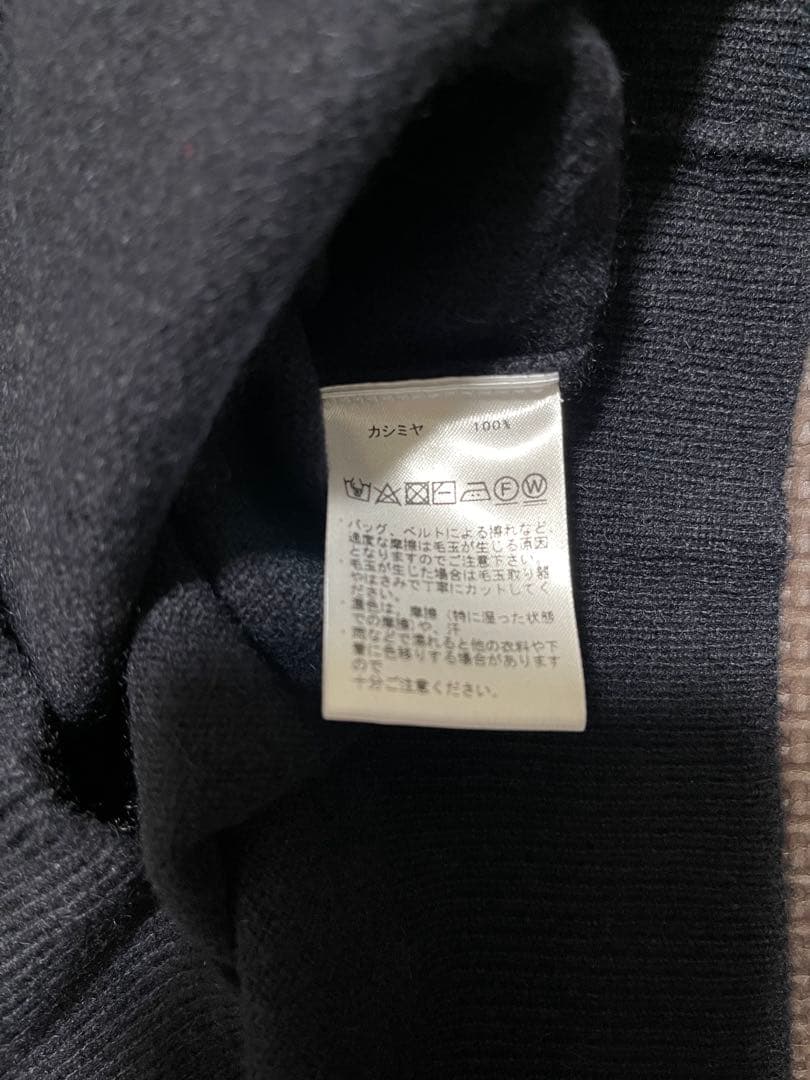 カシミヤ 100%
Ⓕ Ⓦ
・バッグ、ベルトによる擦れなど、
過度な摩擦は毛玉が生じる原因
となりますのでご注意下さい。
・毛玉が生じた場合は毛玉取り器
やはさみで丁寧にカットしてく
ださい。
・濃色は、摩擦（特に湿った状態
での摩擦）や、汗
・雨などで濡れると他の衣料や下
着に色移りする場合があります
ので
十分ご注意ください。